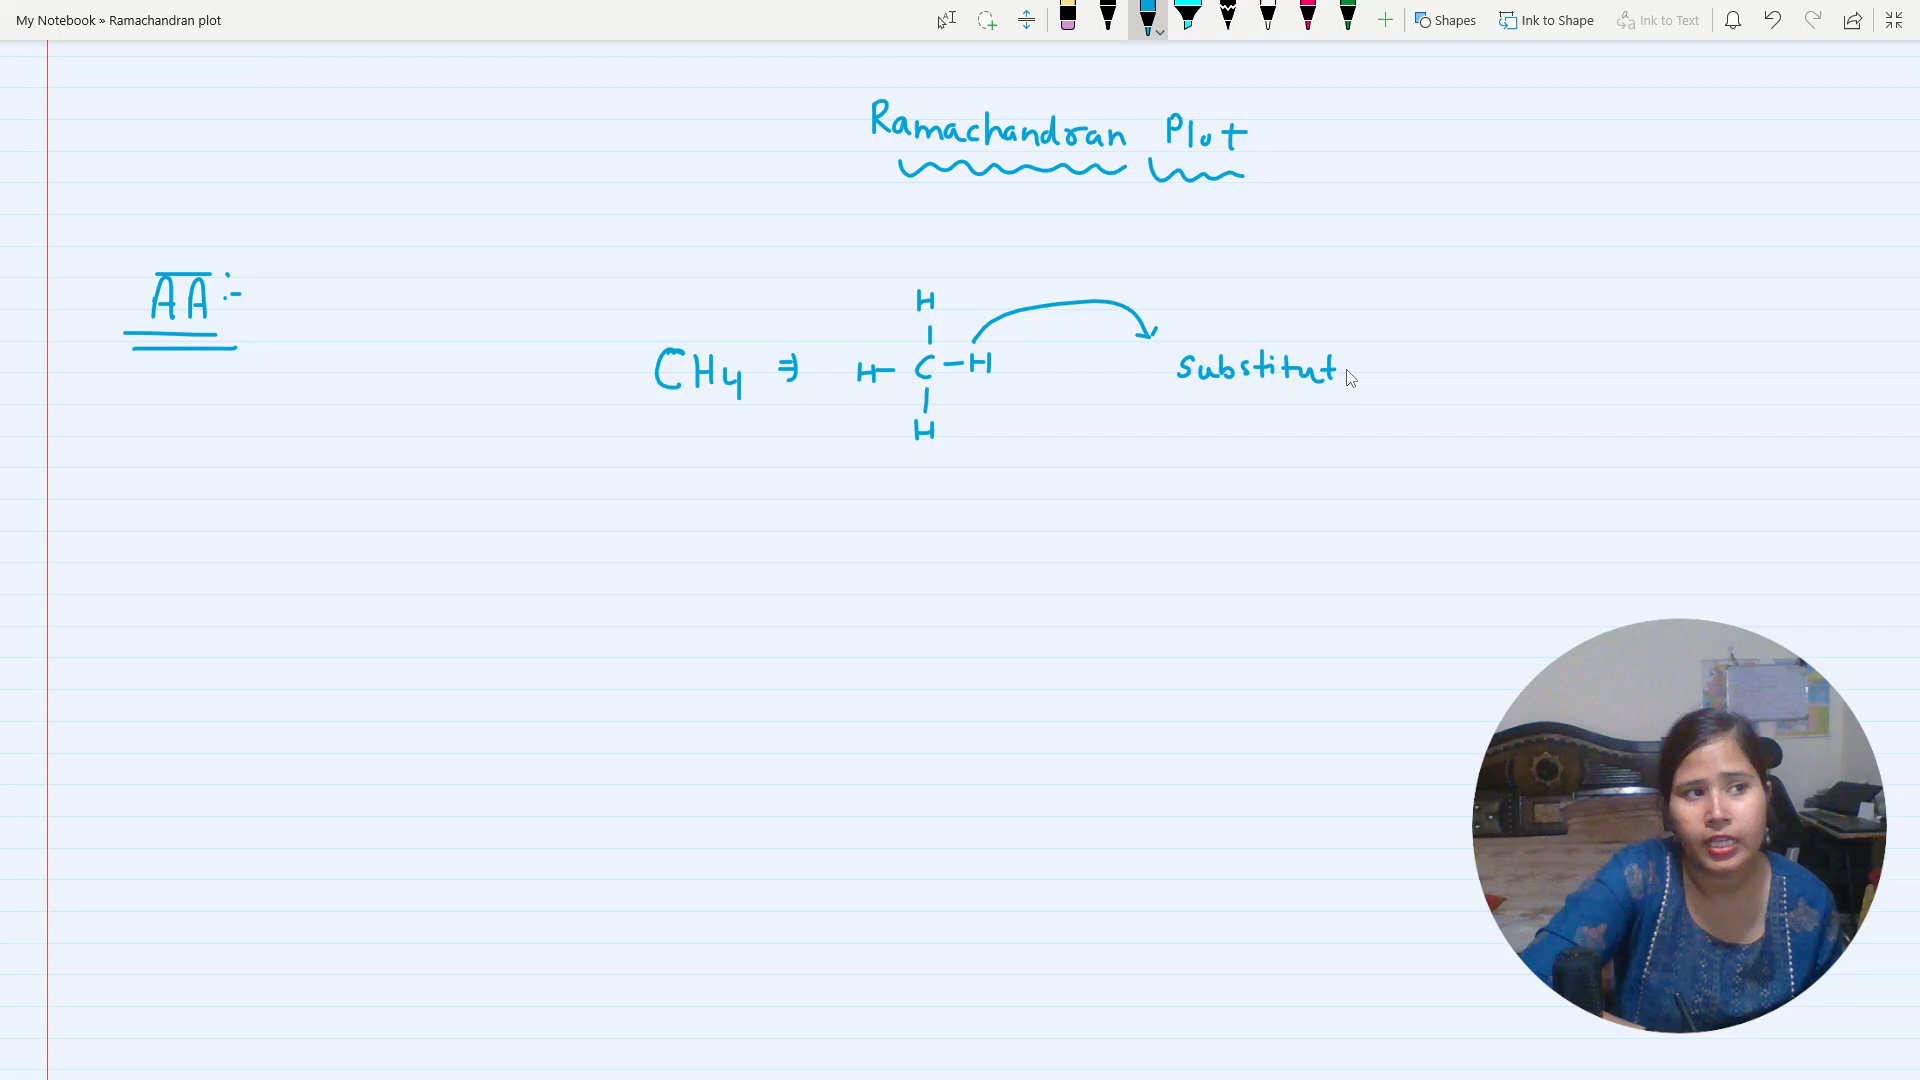 My Notebook » Ramachandran plot
Shapes
Ink to Shape
Ink to Text
Ramachandran Plot
AA :-
H
CH4 ⇒ H - C - H Substitut
H